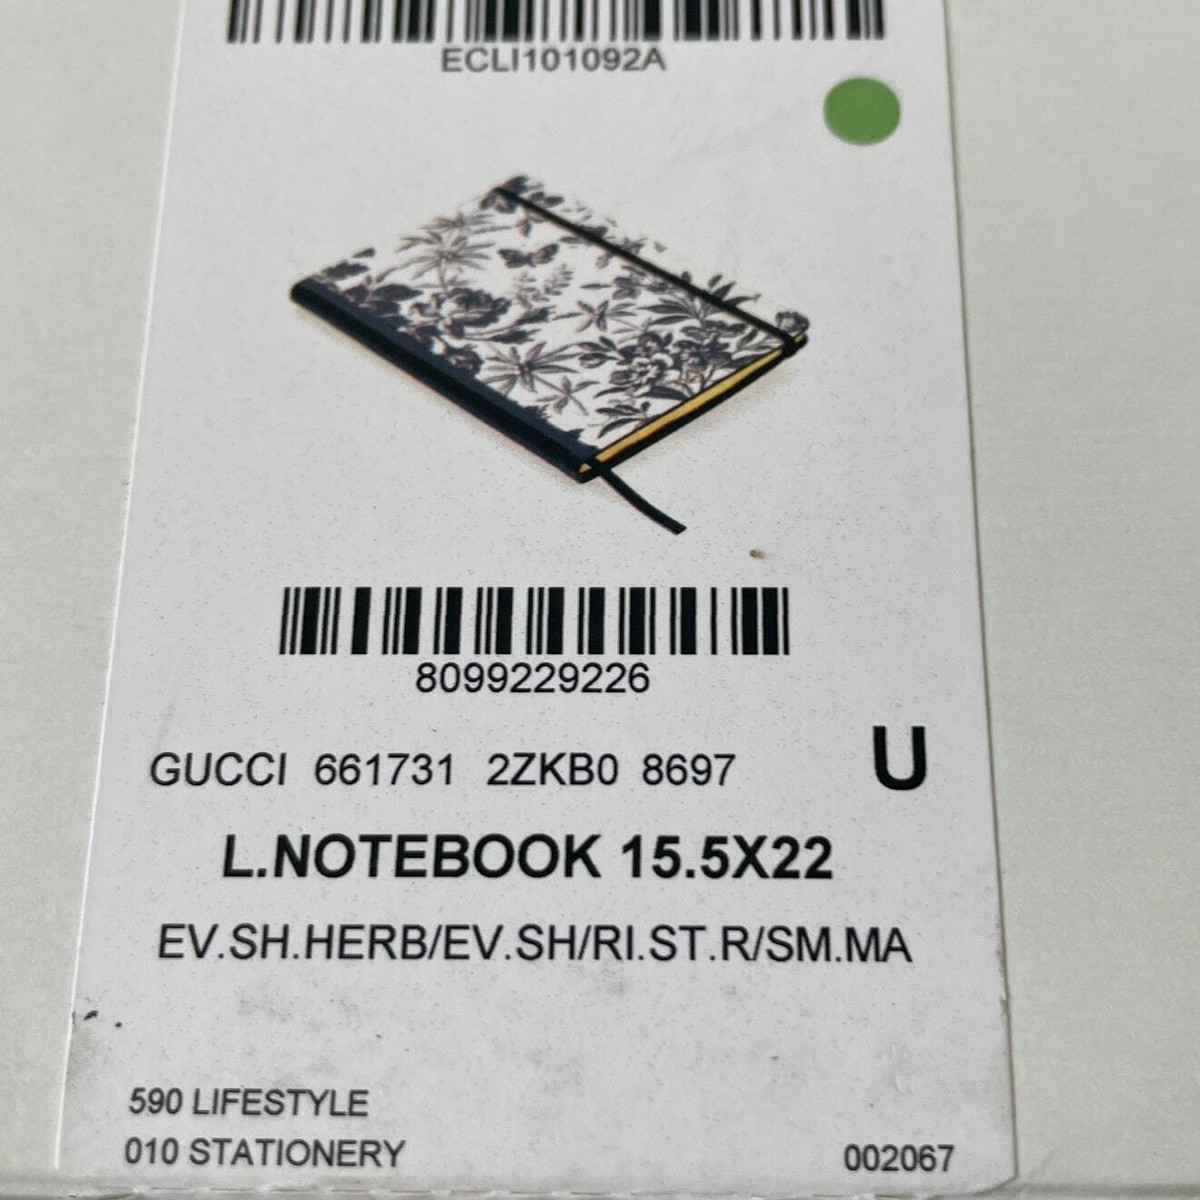 ECLI101092A
8099229226
GUCCI 661731 2ZKB0 8697 U
L.NOTEBOOK 15.5X22
EV.SH.HERB/EV.SH/RI.ST.R/SM.MA
590 LIFESTYLE
010 STATIONERY 002067